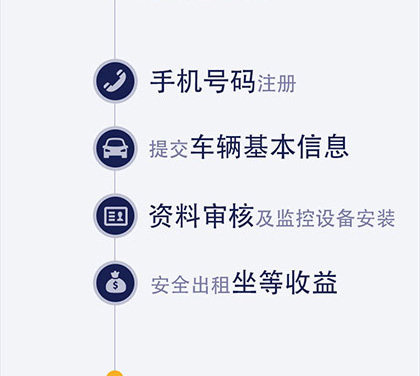 手机号码注册
提交车辆基本信息
资料审核及监控设备安装
安全出租坐等收益